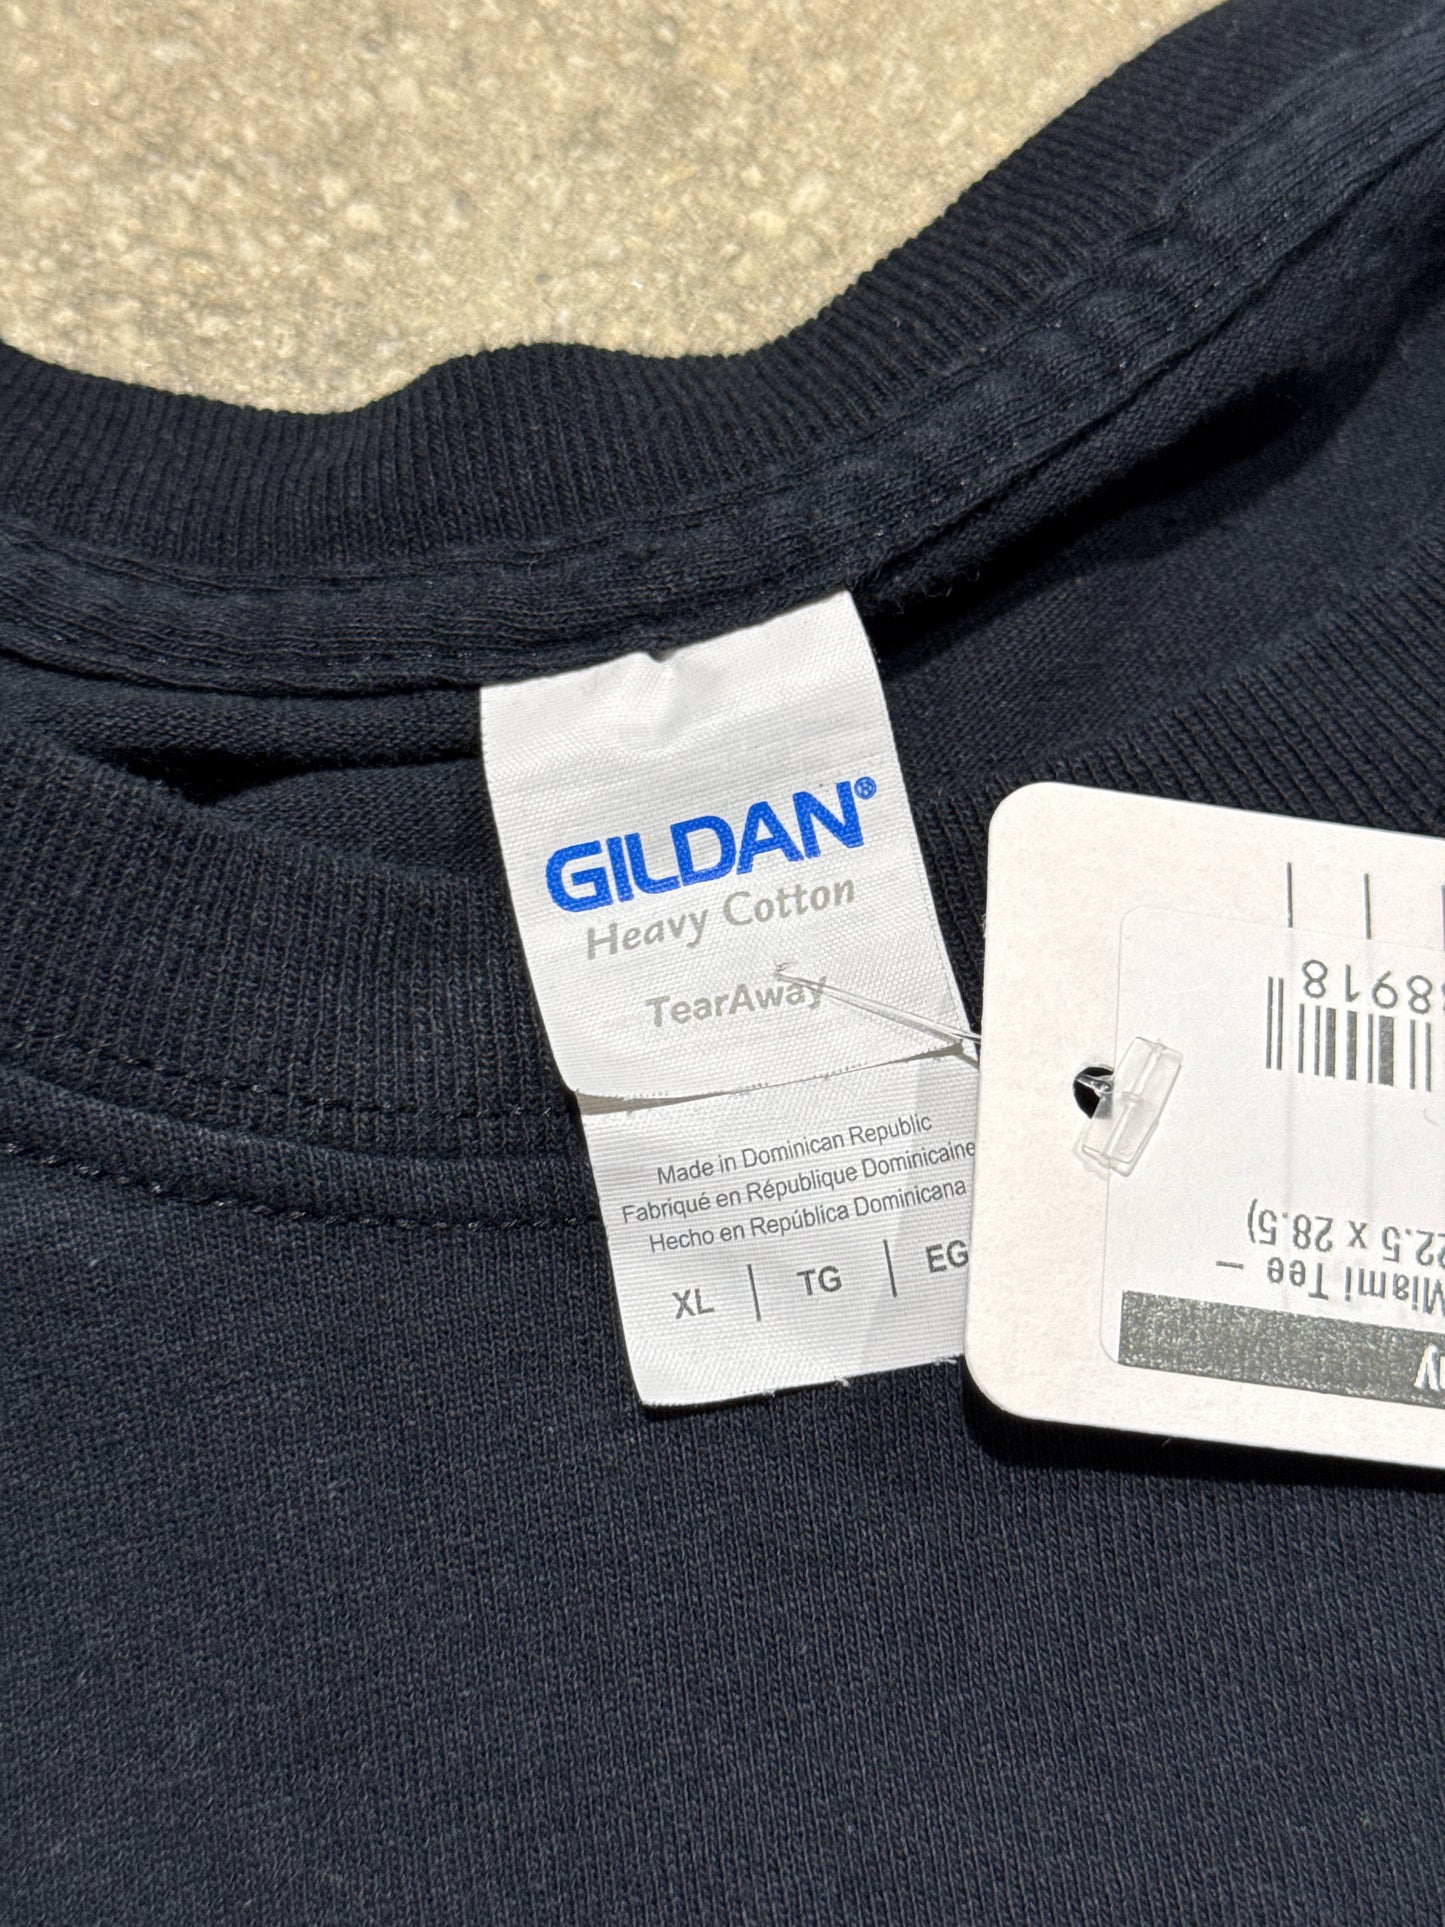 GILDAN®
Heavy Cotton
TearAway
Made in Dominican Republic
Fabriqué en République Dominicaine
Hecho en República Dominicana
XL | TG | EG
Miami Tee –
22.5 x 28.5)
8918